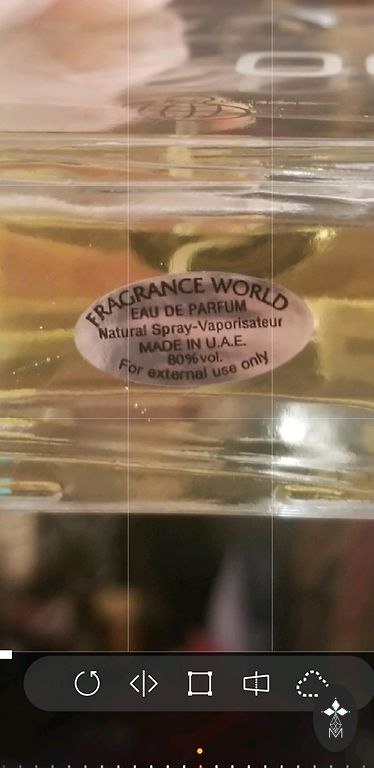 FRAGRANCE WORLD
EAU DE PARFUM
Natural Spray-Vaporisateur
MADE IN U.A.E.
80% vol.
For external use only
M